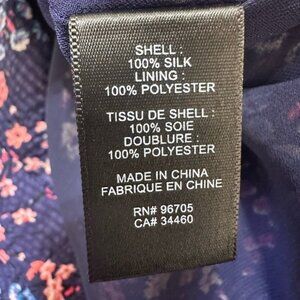 SHELL :
100% SILK
LINING :
100% POLYESTER
TISSU DE SHELL :
100% SOIE
DOUBLURE :
100% POLYESTER
MADE IN CHINA
FABRIQUE EN CHINE
RN# 96705
CA# 34460